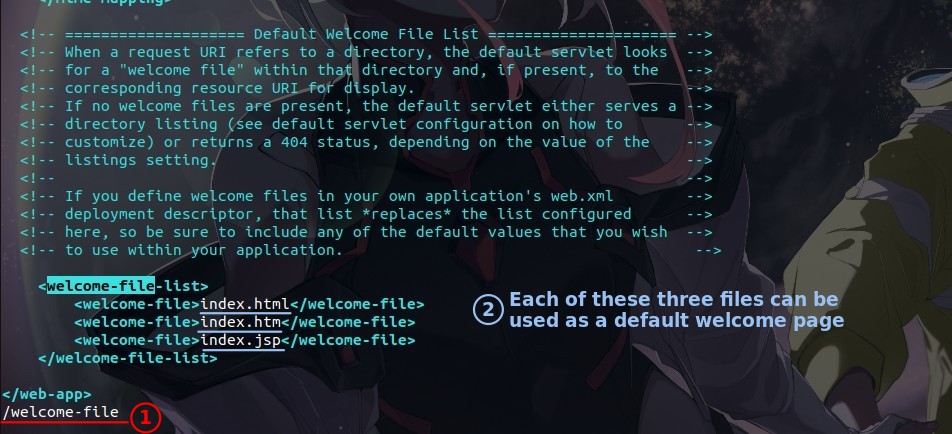 <!-- ==================== Default Welcome File List ===================== -->
<!-- When a request URI refers to a directory, the default servlet looks -->
<!-- for a "welcome file" within that directory and, if present, to the -->
<!-- corresponding resource URI for display. -->
<!-- If no welcome files are present, the default servlet either serves a -->
<!-- directory listing (see default servlet configuration on how to -->
<!-- customize) or returns a 404 status, depending on the value of the -->
<!-- listings setting. -->
<!-- -->
<!-- If you define welcome files in your own application's web.xml -->
<!-- deployment descriptor, that list *replaces* the list configured -->
<!-- here, so be sure to include any of the default values that you wish -->
<!-- to use within your application. -->
<welcome-file-list>
<welcome-file>index.html</welcome-file>
<welcome-file>index.htm</welcome-file>
<welcome-file>index.jsp</welcome-file>
</welcome-file-list>
2 Each of these three files can be
used as a default welcome page
</web-app>
/welcome-file 1